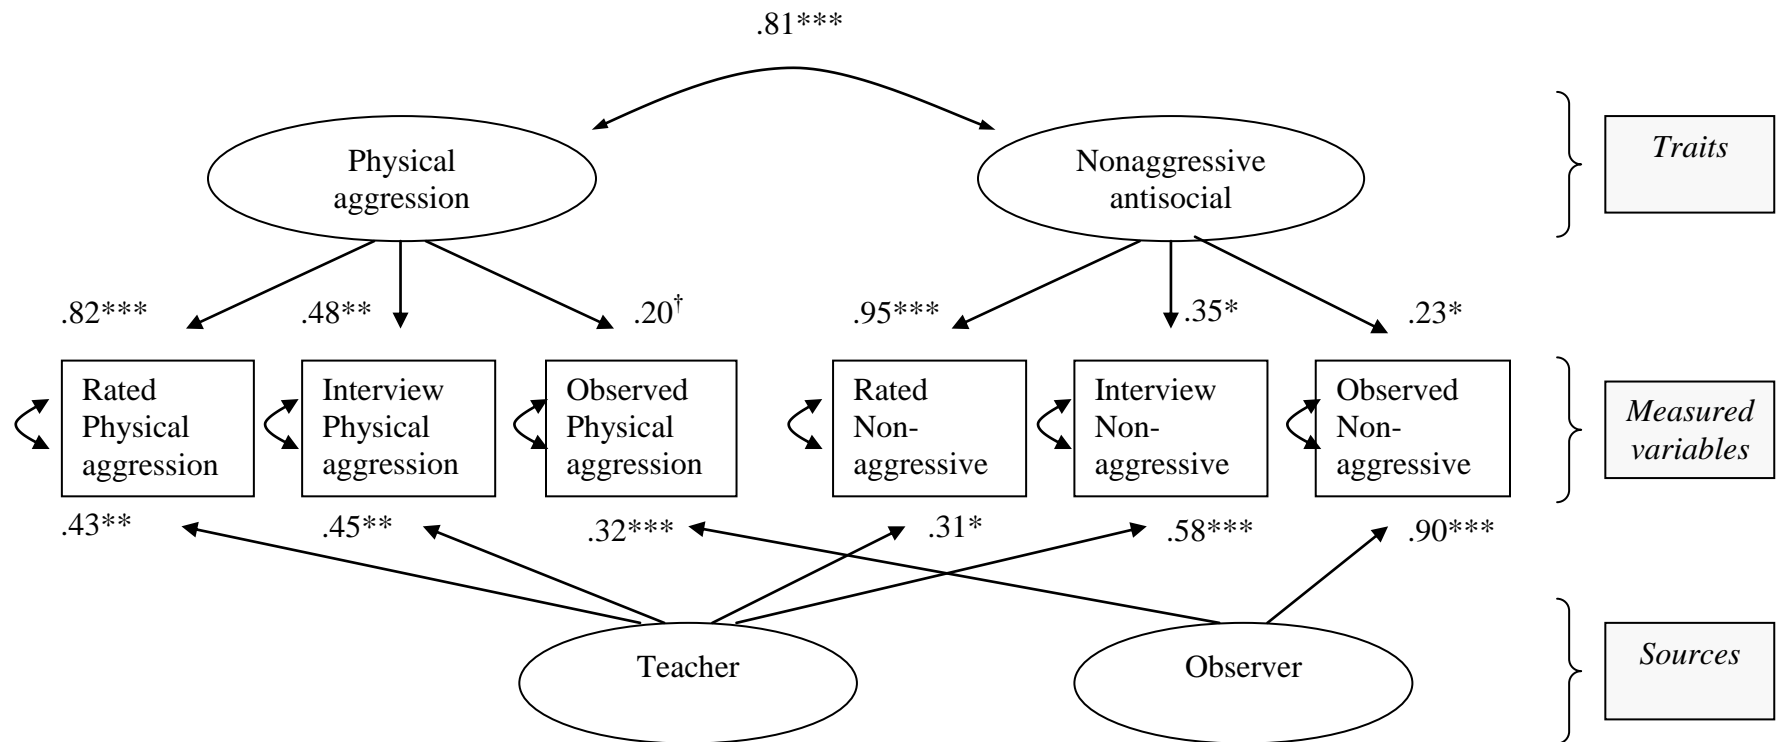 .81***
Physical
aggression
Nonaggressive
antisocial
Traits
.82***
.48**
.20†
.95***
.35*
.23*
Rated
Physical
aggression
Interview
Physical
aggression
Observed
Physical
aggression
Rated
Non-
aggressive
Interview
Non-
aggressive
Observed
Non-
aggressive
Measured
variables
.43**
.45**
.32***
.31*
.58***
.90***
Teacher
Observer
Sources